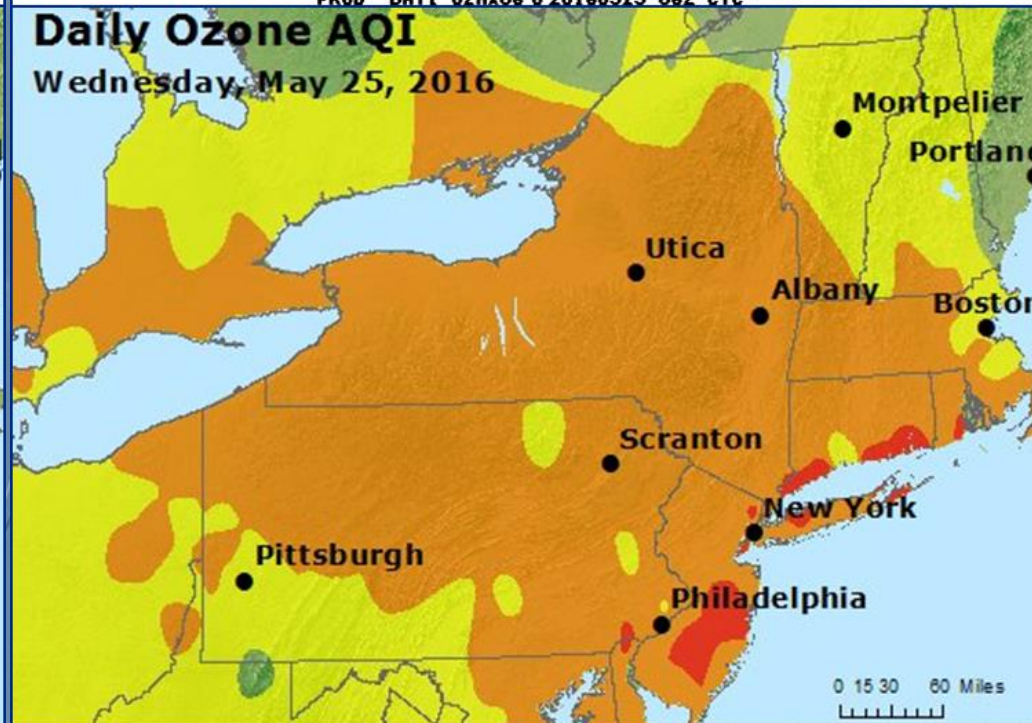 Daily Ozone AQI
Wednesday, May 25, 2016
Montpelier
Portlan
Utica
Albany
Boston
Scranton
New York
Pittsburgh
Philadelphia
0 15 30 60 Miles